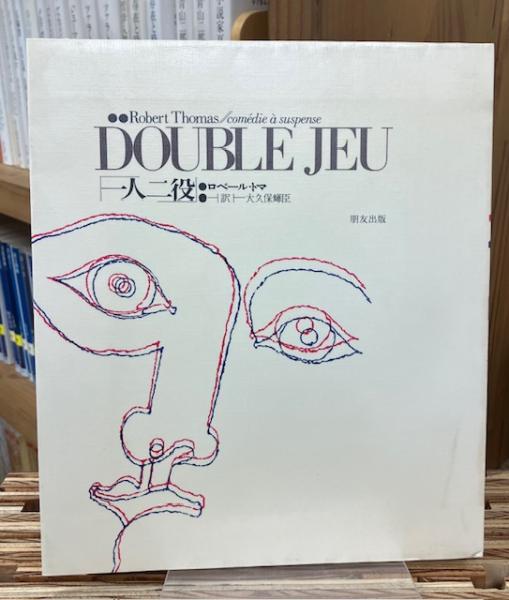 ●●Robert Thomas//comédie à suspense
DOUBLE JEU
「一人二役」●ロベール・トマ
●—[訳]—大久保輝臣
朋友出版